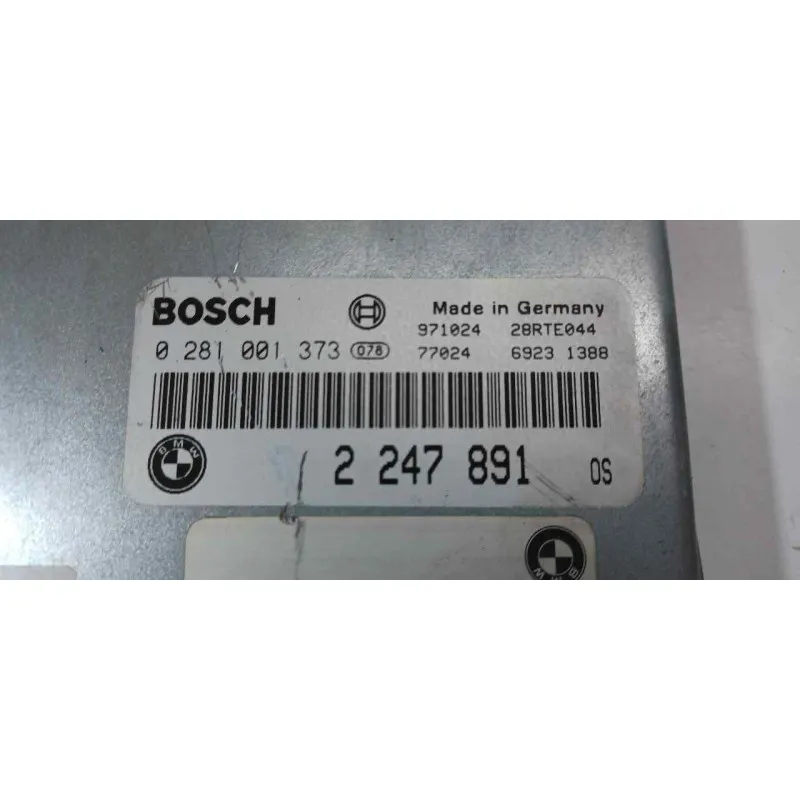 BOSCH Made in Germany
971024 28RTE044
0 281 001 373 078 77024 6923 1388
BMW 2 247 891 OS
BMW